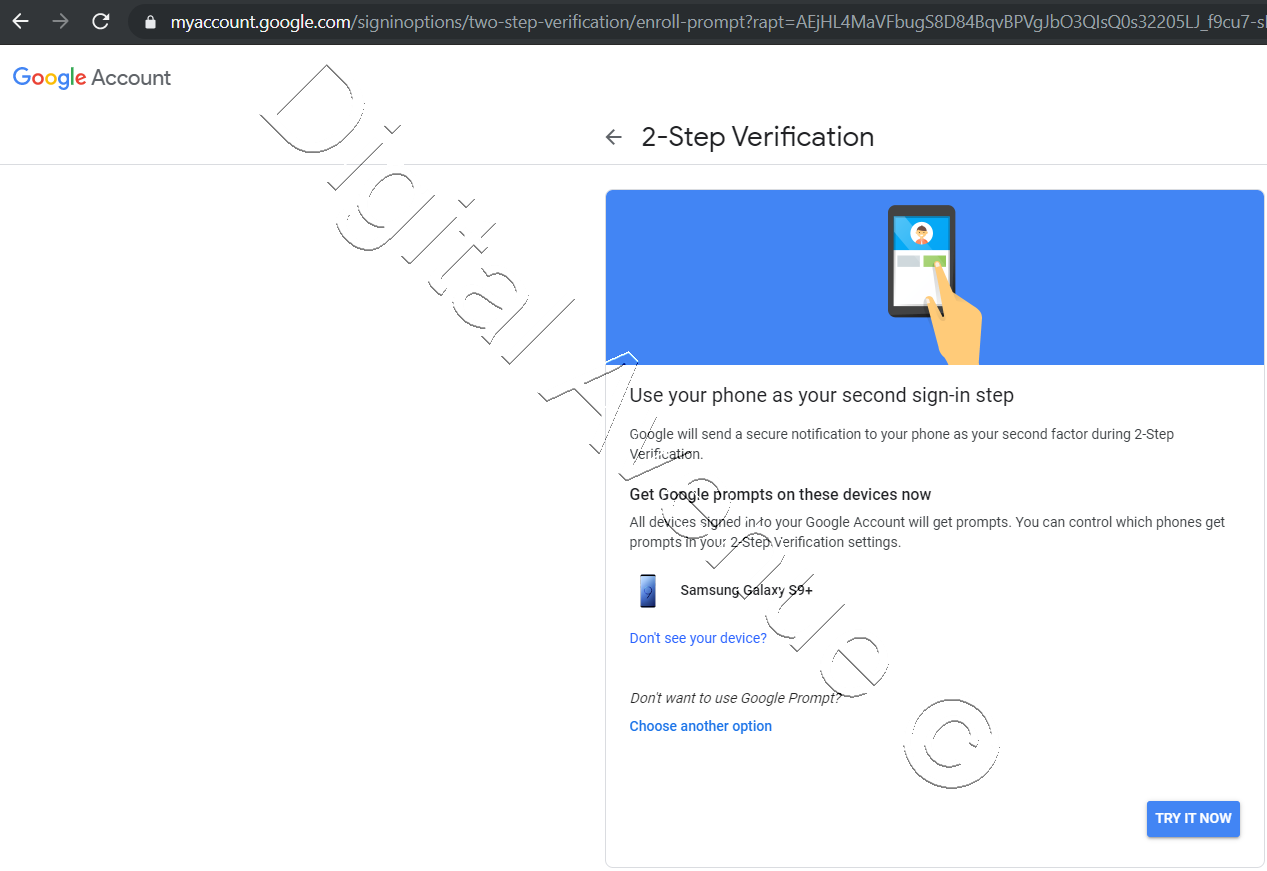 myaccount.google.com/signinoptions/two-step-verification/enroll-prompt?rapt=AEjHL4MaVFbugS8D84BqvBPVgJbO3QIsQ0s32205LJ_f9cu7-s
Google Account
2-Step Verification
Use your phone as your second sign-in step
Google will send a secure notification to your phone as your second factor during 2-Step
Verification.
Get Google prompts on these devices now
All devices signed in to your Google Account will get prompts. You can control which phones get
prompts in your 2-Step Verification settings.
Samsung Galaxy S9+
Don't see your device?
Don't want to use Google Prompt?
Choose another option
TRY IT NOW
Digital Avenue ©